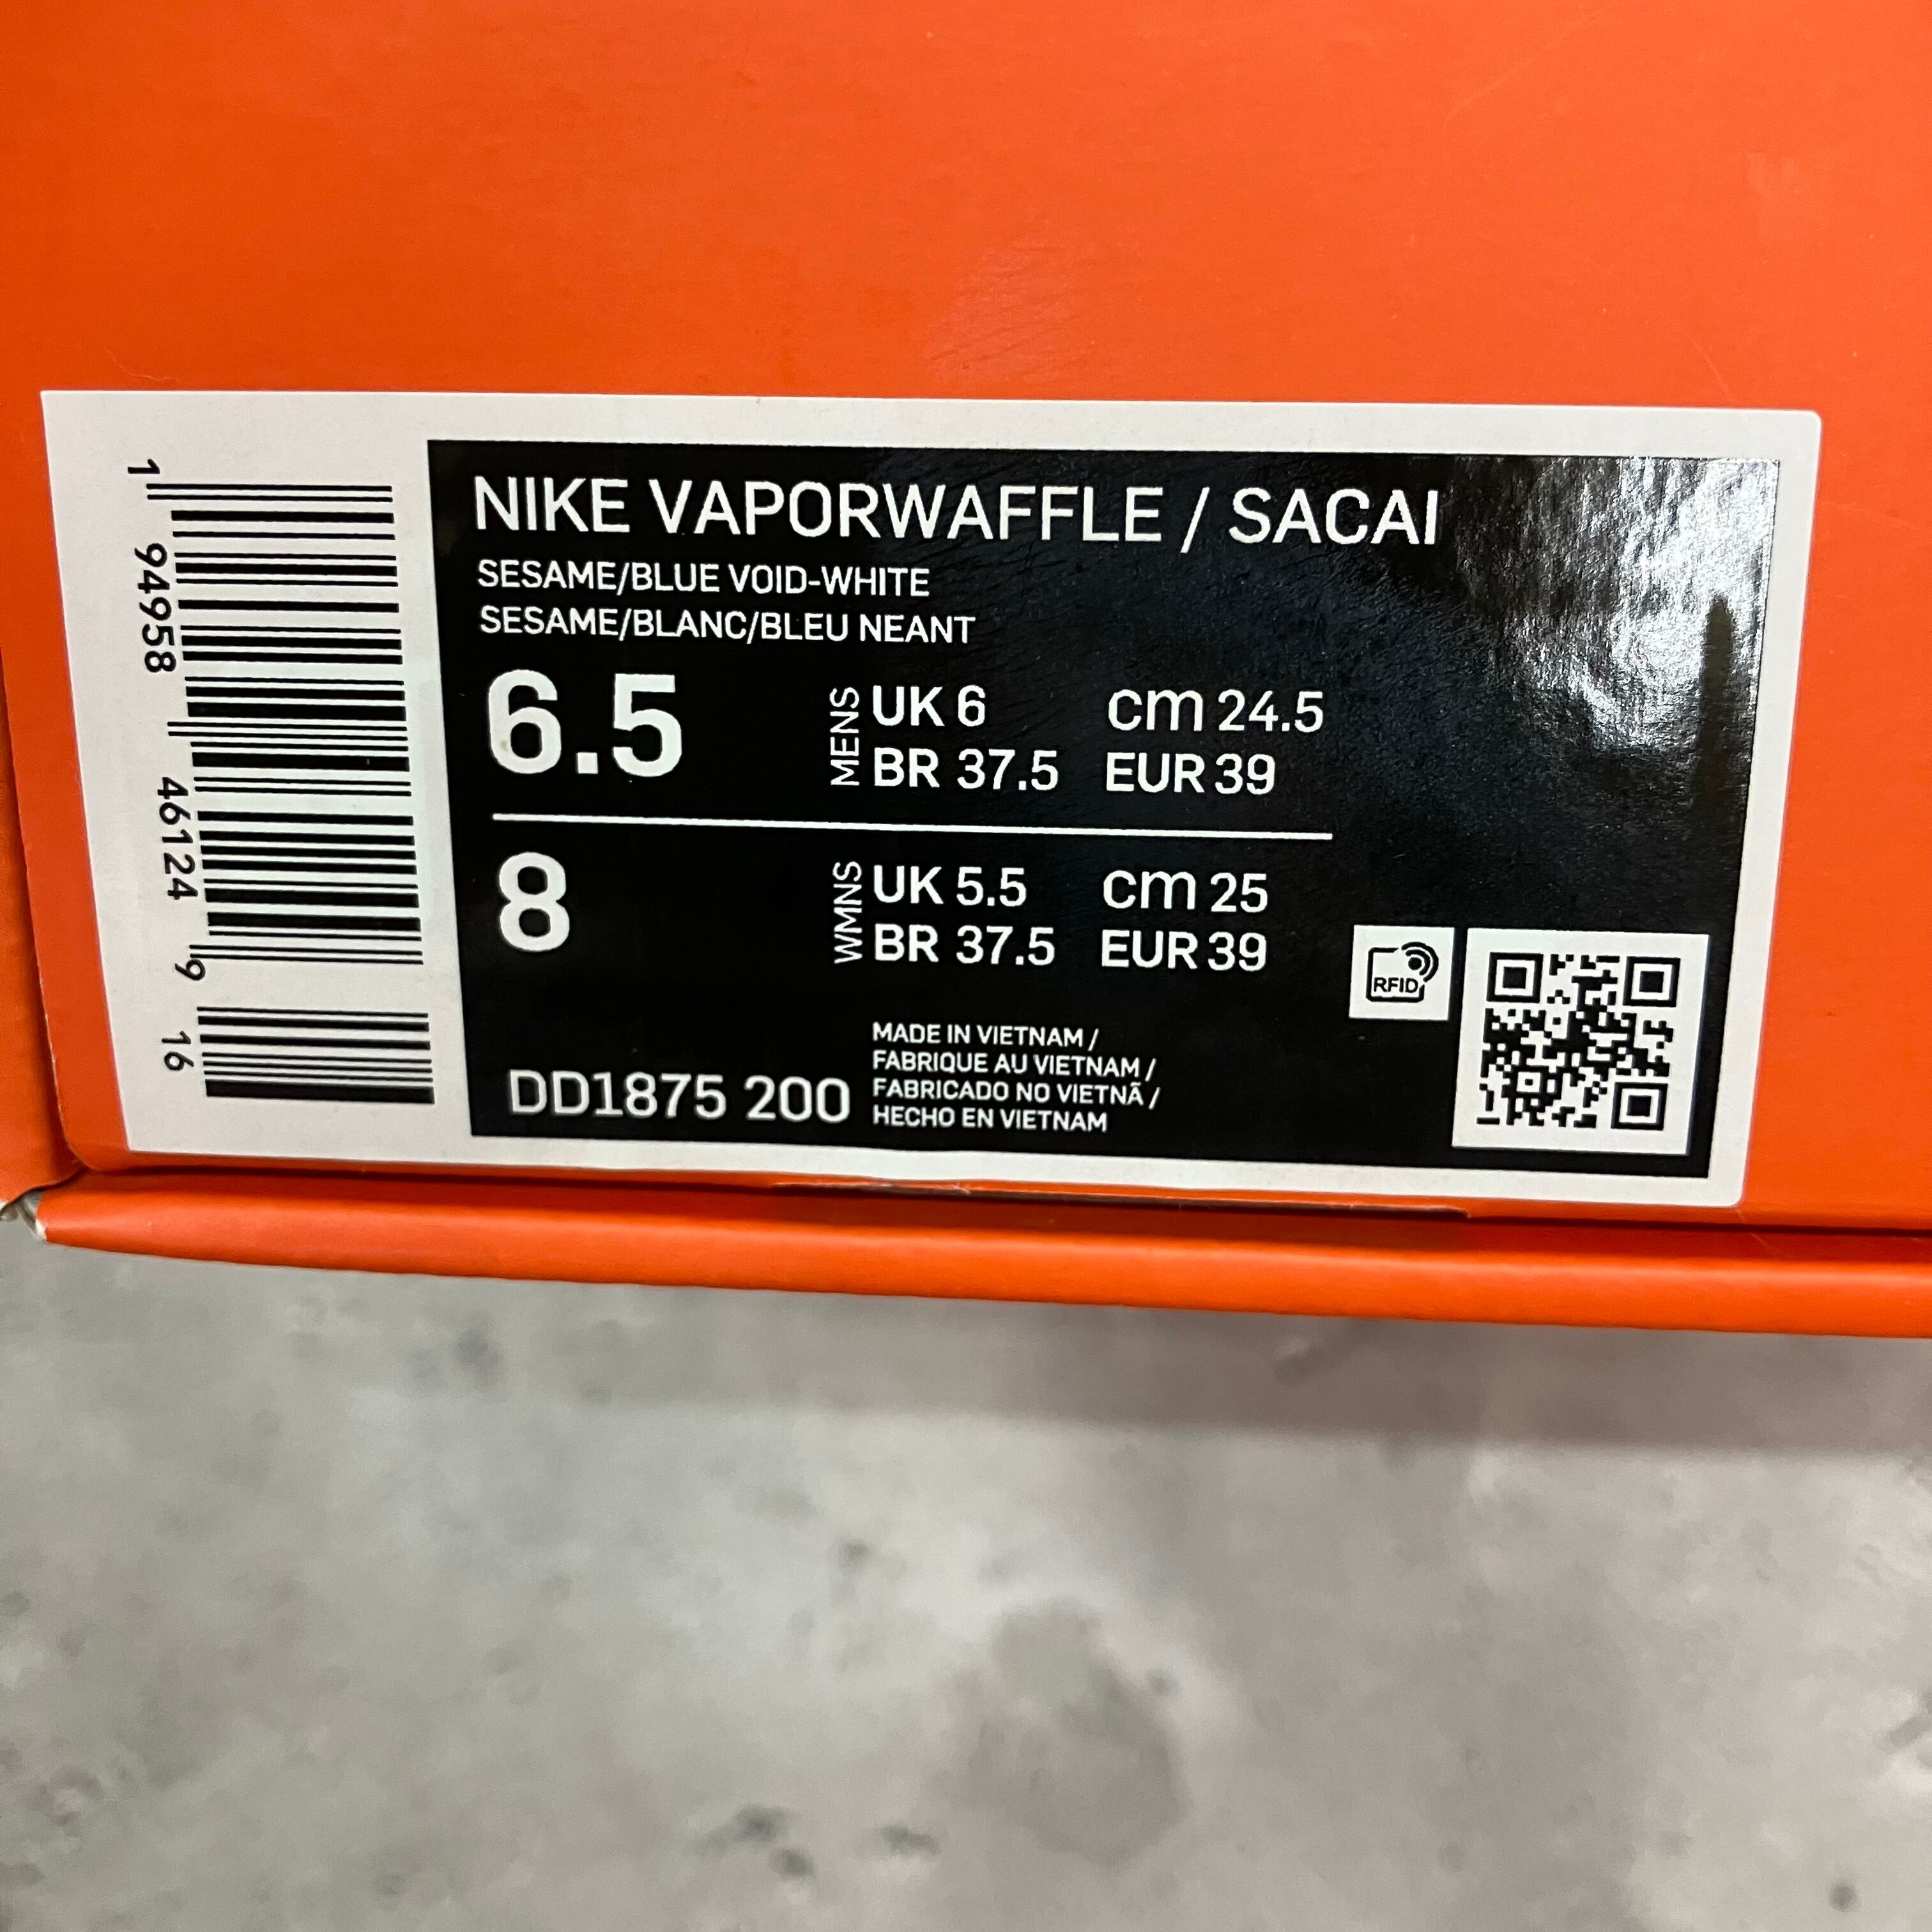 NIKE VAPORWAFFLE / SACAI
SESAME/BLUE VOID-WHITE
SESAME/BLANC/BLEU NEANT
6.5
MENS
UK 6 cm 24.5
BR 37.5 EUR 39
8
WMNS
UK 5.5 cm 25
BR 37.5 EUR 39
RFID
DD1875 200
MADE IN VIETNAM /
FABRIQUE AU VIETNAM /
FABRICADO NO VIETNÃ /
HECHO EN VIETNAM
1 94958 46124 9 16